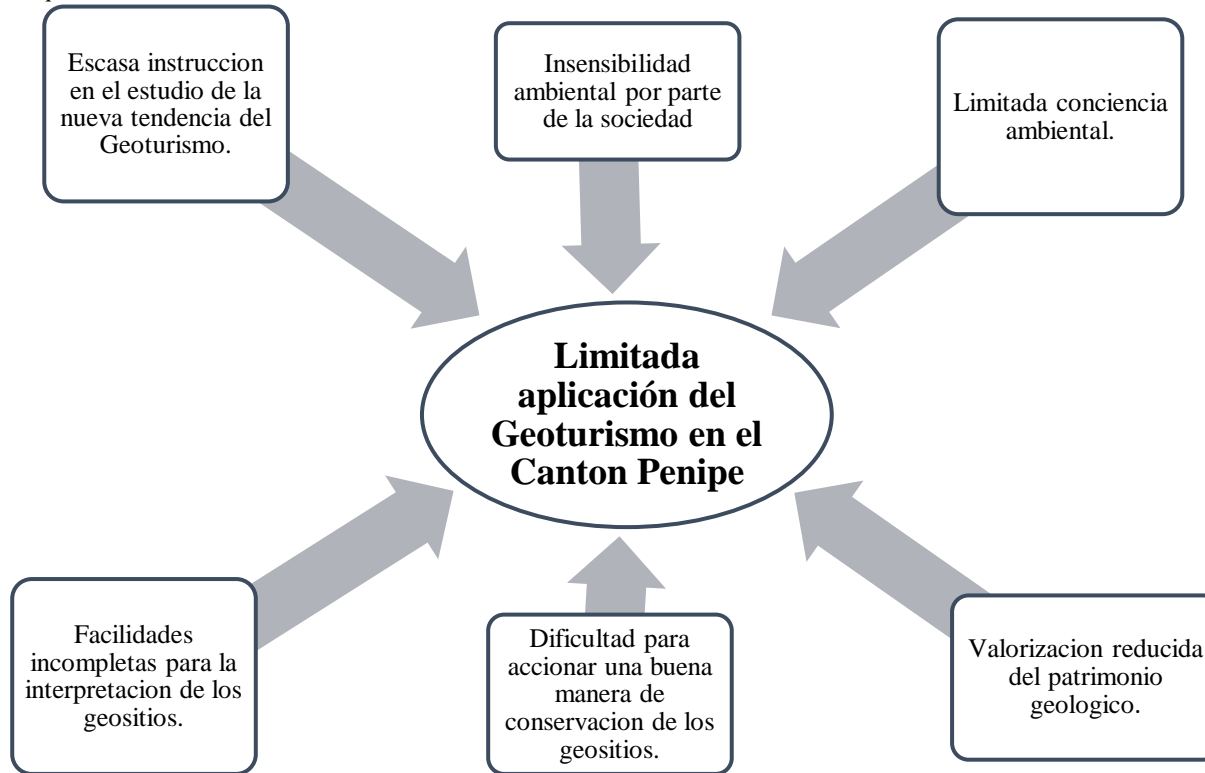 Escasa instruccion
en el estudio de la
nueva tendencia del
Geoturismo.
Insensibilidad
ambiental por parte
de la sociedad
Limitada conciencia
ambiental.
Limitada
aplicación del
Geoturismo en el
Canton Penipe
Facilidades
incompletas para la
interpretacion de los
geositios.
Dificultad para
accionar una buena
manera de
conservacion de los
geositios.
Valorizacion reducida
del patrimonio
geologico.